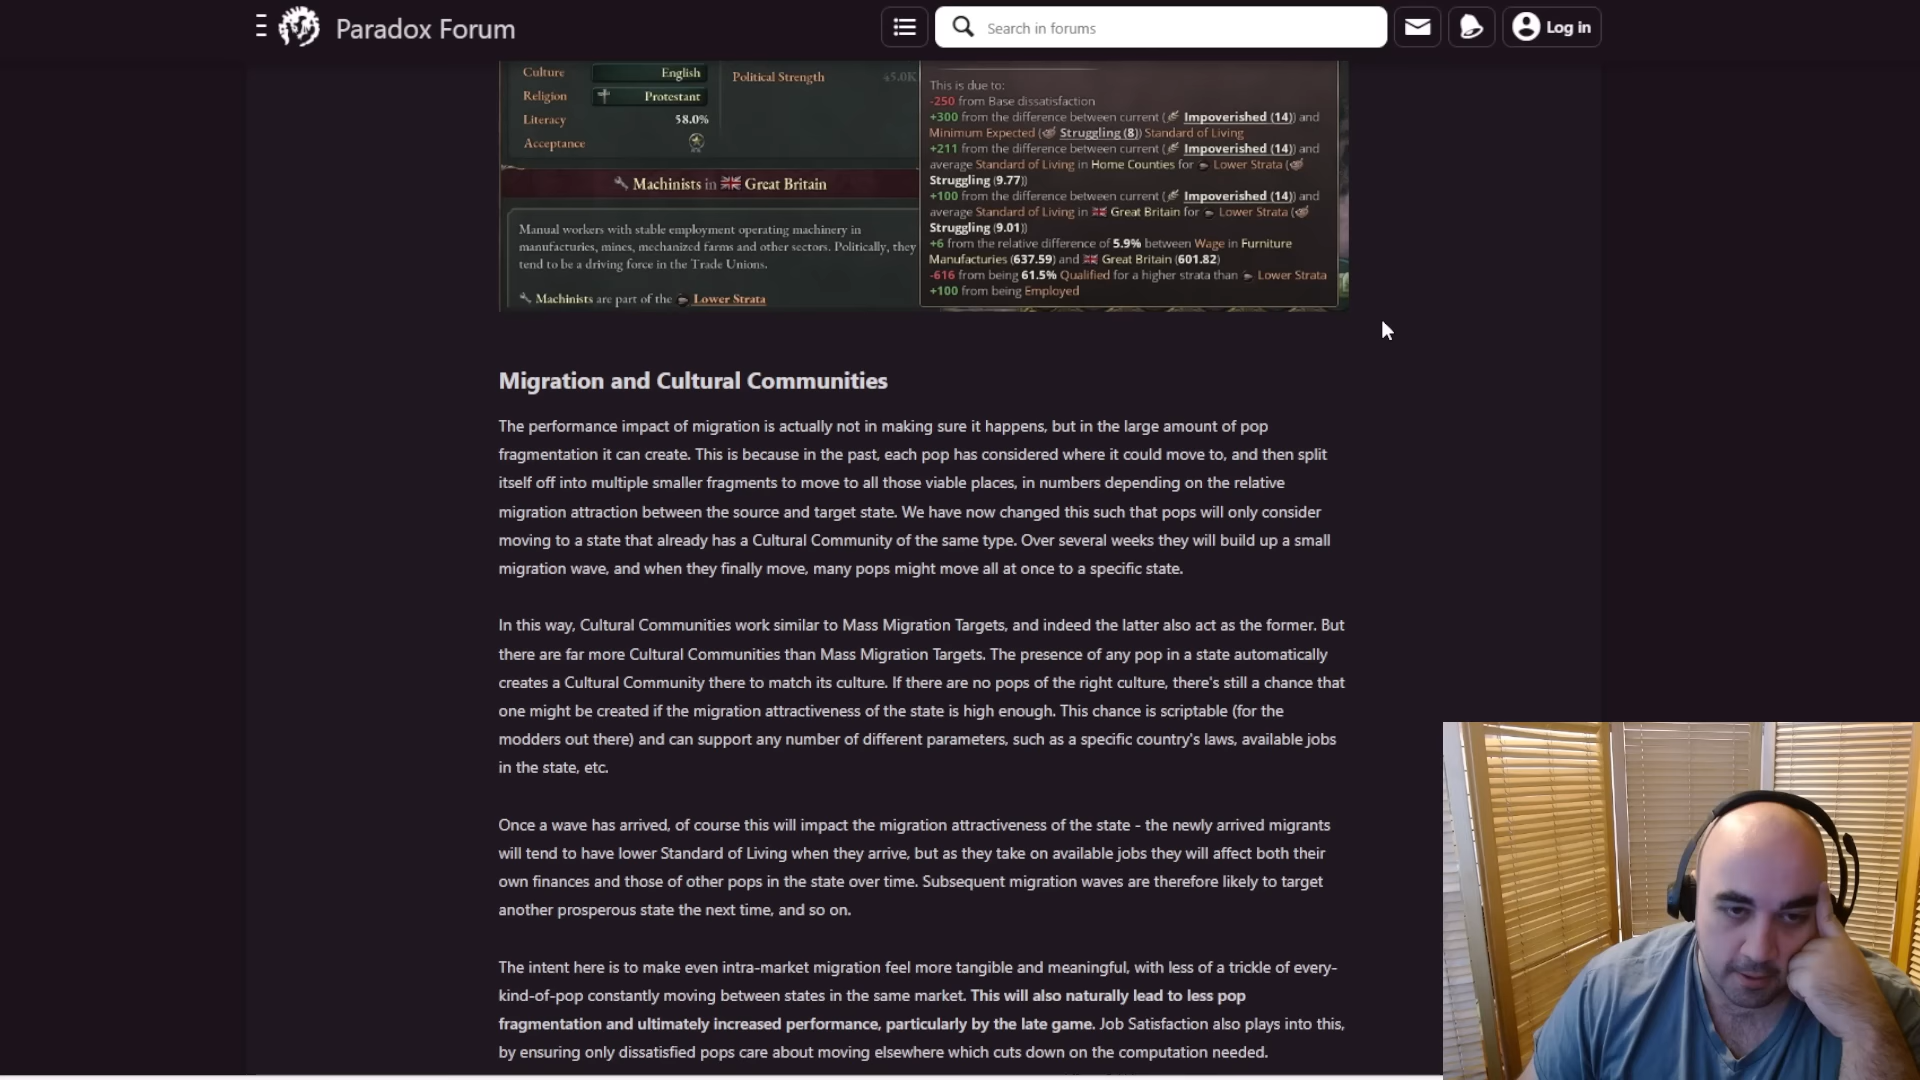 Paradox Forum
Search in forums
Log in
Culture English
Religion Protestant
Literacy 58.0%
Acceptance
Political Strength 45.0K
Machinists in Great Britain
Manual workers with stable employment operating machinery in
manufactories, mines, mechanized farms and other sectors. Politically, they
tend to be a driving force in the Trade Unions.
Machinists are part of the Lower Strata
This is due to:
-250 from Base dissatisfaction
+300 from the difference between current ( Impoverished (14)) and
Minimum Expected ( Struggling (8)) Standard of Living
+211 from the difference between current ( Impoverished (14)) and
average Standard of Living in Home Counties for Lower Strata (
Struggling (9.77))
+100 from the difference between current ( Impoverished (14)) and
average Standard of Living in Great Britain for Lower Strata (
Struggling (9.01))
+6 from the relative difference of 5.9% between Wage in Furniture
Manufacturies (637.59) and Great Britain (601.82)
-616 from being 61.5% Qualified for a higher strata than Lower Strata
+100 from being Employed
Migration and Cultural Communities
The performance impact of migration is actually not in making sure it happens, but in the large amount of pop
fragmentation it can create. This is because in the past, each pop has considered where it could move to, and then split
itself off into multiple smaller fragments to move to all those viable places, in numbers depending on the relative
migration attraction between the source and target state. We have now changed this such that pops will only consider
moving to a state that already has a Cultural Community of the same type. Over several weeks they will build up a small
migration wave, and when they finally move, many pops might move all at once to a specific state.
In this way, Cultural Communities work similar to Mass Migration Targets, and indeed the latter also act as the former. But
there are far more Cultural Communities than Mass Migration Targets. The presence of any pop in a state automatically
creates a Cultural Community there to match its culture. If there are no pops of the right culture, there's still a chance that
one might be created if the migration attractiveness of the state is high enough. This chance is scriptable (for the
modders out there) and can support any number of different parameters, such as a specific country's laws, available jobs
in the state, etc.
Once a wave has arrived, of course this will impact the migration attractiveness of the state - the newly arrived migrants
will tend to have lower Standard of Living when they arrive, but as they take on available jobs they will affect both their
own finances and those of other pops in the state over time. Subsequent migration waves are therefore likely to target
another prosperous state the next time, and so on.
The intent here is to make even intra-market migration feel more tangible and meaningful, with less of a trickle of every-
kind-of-pop constantly moving between states in the same market. This will also naturally lead to less pop
fragmentation and ultimately increased performance, particularly by the late game. Job Satisfaction also plays into this,
by ensuring only dissatisfied pops care about moving elsewhere which cuts down on the computation needed.